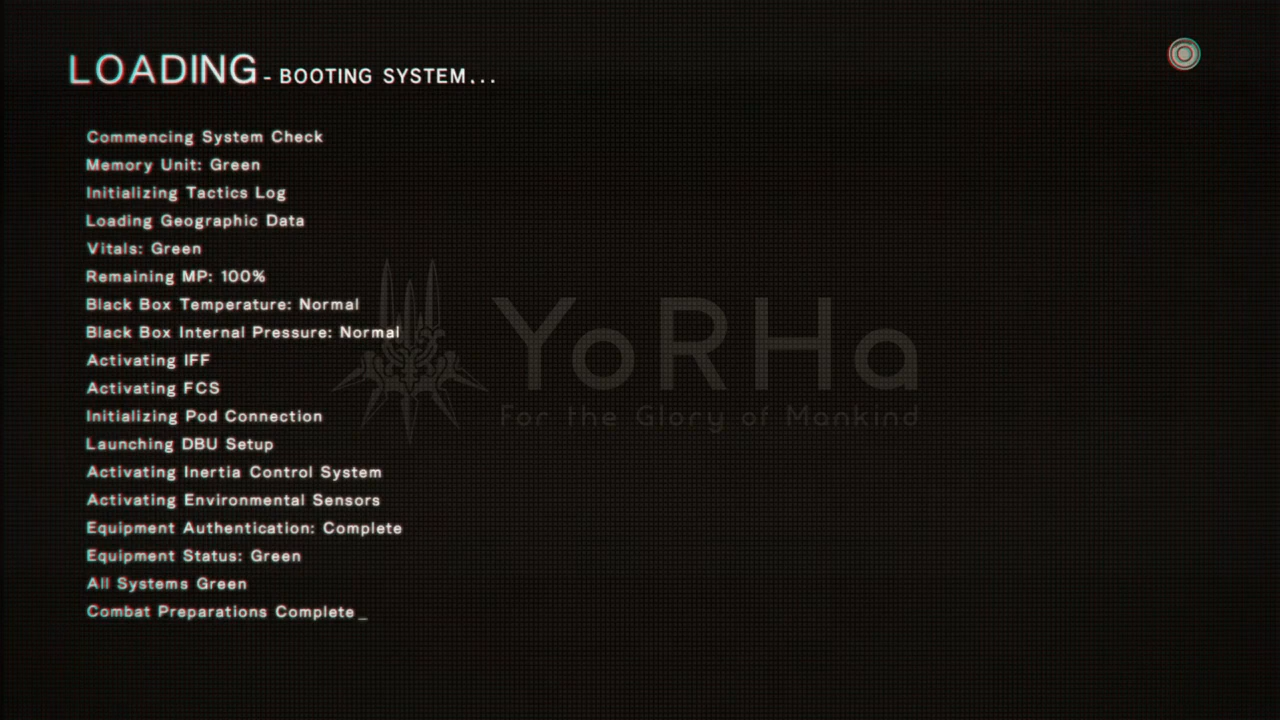 LOADING - BOOTING SYSTEM...
Commencing System Check
Memory Unit: Green
Initializing Tactics Log
Loading Geographic Data
Vitals: Green
Remaining MP: 100%
Black Box Temperature: Normal
Black Box Internal Pressure: Normal
Activating IFF
Activating FCS
Initializing Pod Connection
Launching DBU Setup
Activating Inertia Control System
Activating Environmental Sensors
Equipment Authentication: Complete
Equipment Status: Green
All Systems Green
Combat Preparations Complete _
YoRHa
For the Glory of Mankind